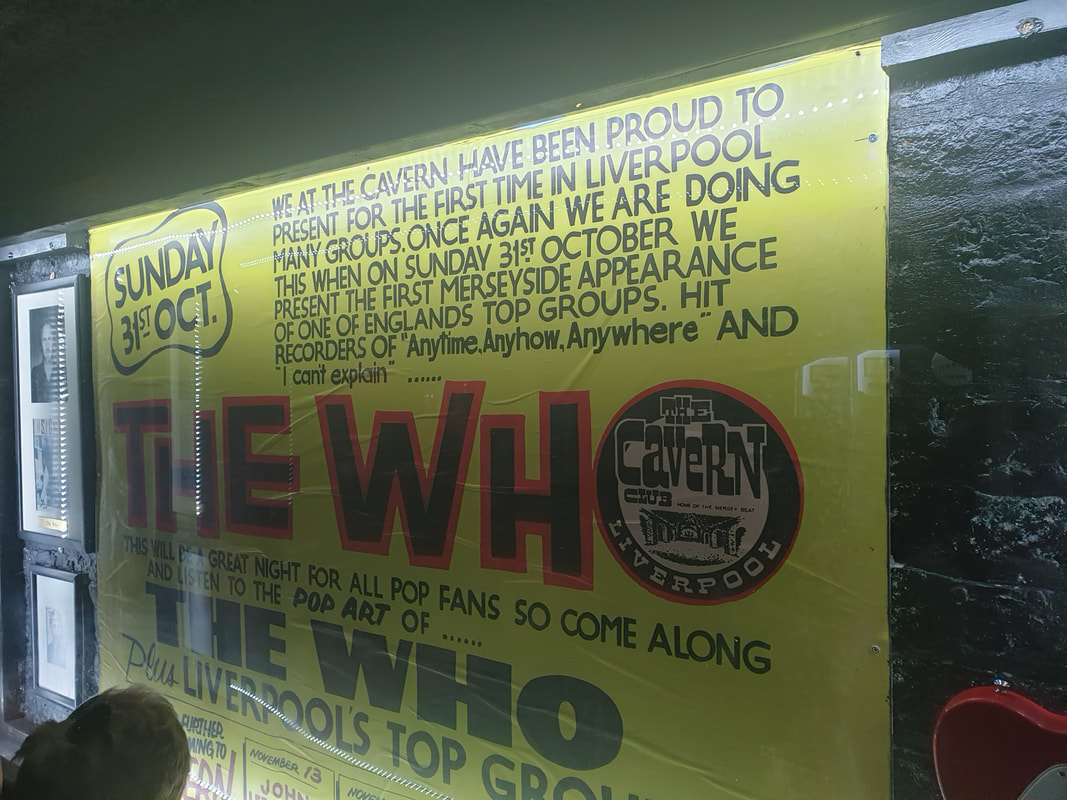 SUNDAY
31ST OCT.
WE AT THE CAVERN HAVE BEEN PROUD TO
PRESENT FOR THE FIRST TIME IN LIVERPOOL
MANY GROUPS. ONCE AGAIN WE ARE DOING
THIS WHEN ON SUNDAY 31ST OCTOBER WE
PRESENT THE FIRST MERSEYSIDE APPEARANCE
OF ONE OF ENGLANDS TOP GROUPS. HIT
RECORDERS OF "Anytime, Anyhow, Anywhere" AND
"I can't explain" ......
THE WHO
THE
CAVERN
CLUB HOME OF THE MERSEY BEAT
LIVERPOOL
THIS WILL BE A GREAT NIGHT FOR ALL POP FANS SO COME ALONG
AND LISTEN TO THE POP ART OF ......
THE WHO
Plus LIVERPOOL'S TOP
FURTHER
TO
NOVEMBER 13
JOHN